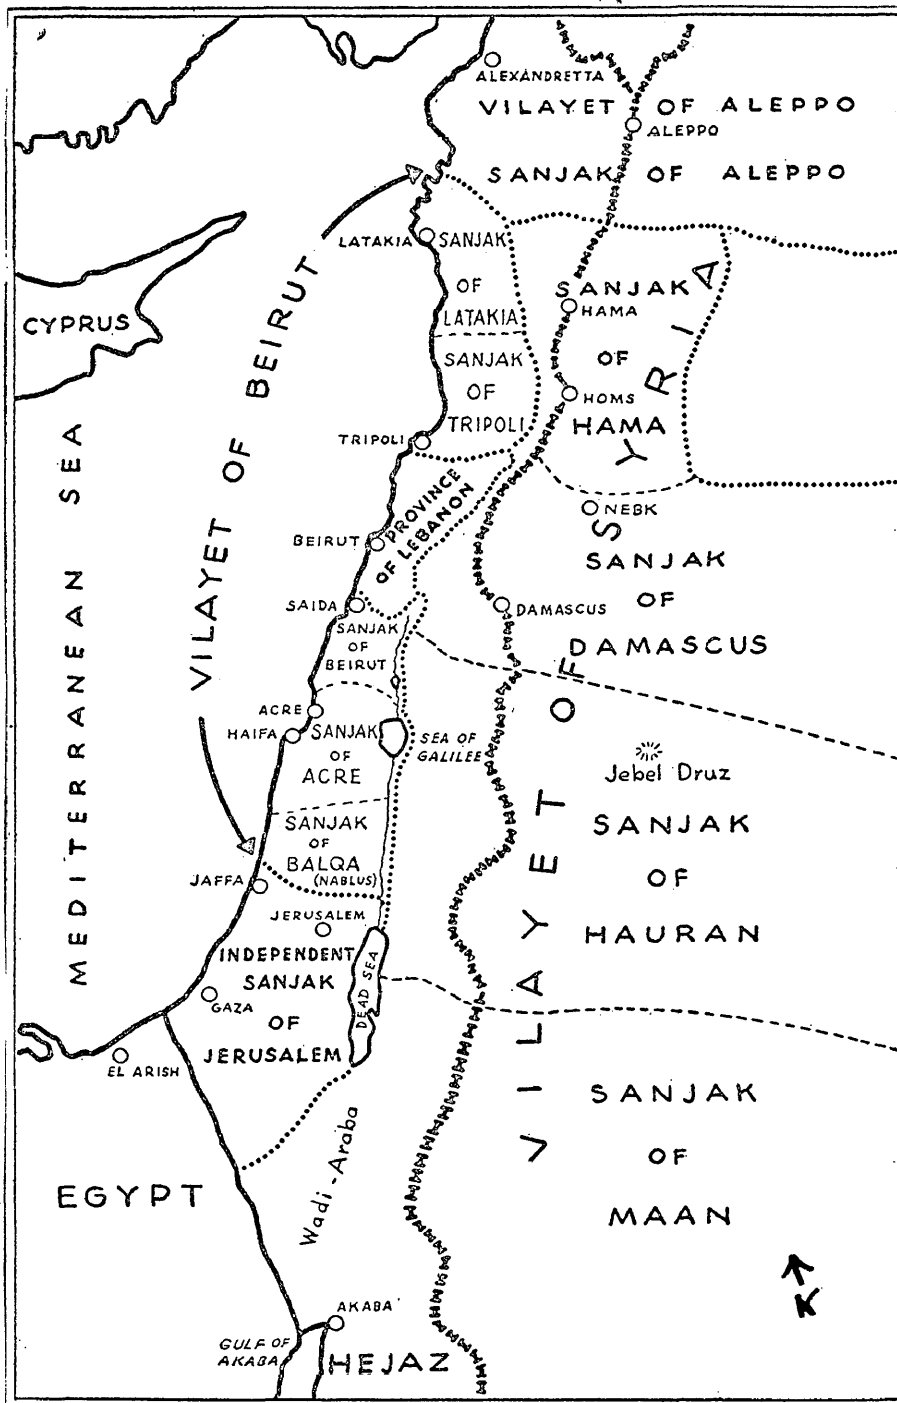 ALEXANDRETTA
VILAYET OF ALEPPO
ALEPPO
SANJAK OF ALEPPO
LATAKIA
SANJAK
OF
LATAKIA
SANJAK
HAMA
OF
HOMS
HAMA
CYPRUS
SANJAK
OF
TRIPOLI
TRIPOLI
VILAYET OF BEIRUT
MEDITERRANEAN SEA
PROVINCE
OF LEBANON
BEIRUT
NEBK
SANJAK
OF
DAMASCUS
DAMASCUS
SAIDA
SANJAK
OF
BEIRUT
ACRE
HAIFA
SANJAK
OF
ACRE
SEA OF
GALILEE
Jebel Druz
SANJAK
OF
HAURAN
SANJAK
OF
BALQA
(NABLUS)
JAFFA
JERUSALEM
INDEPENDENT
SANJAK
OF
JERUSALEM
DEAD SEA
GAZA
EL ARISH
VILAYET OF SYRIA
SANJAK
OF
MAAN
EGYPT
Wadi-Araba
AKABA
GULF OF
AKABA
HEJAZ